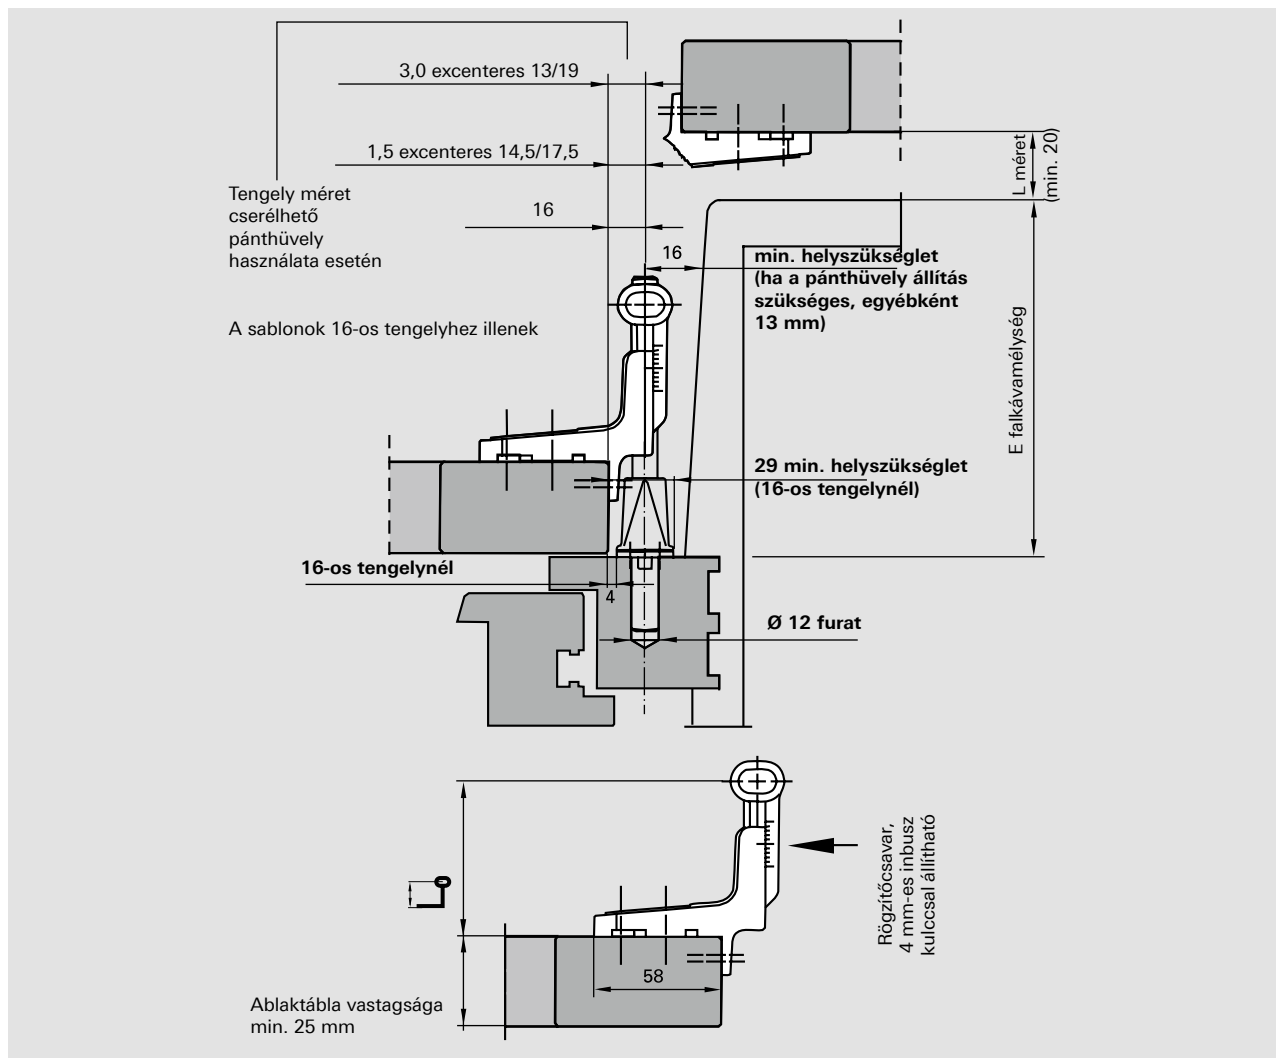 3,0 excenteres 13/19
1,5 excenteres 14,5/17,5
Tengely méret
cserélhető
pánthüvely
használata esetén
16
16
L méret
(min. 20)
min. helyszükséglet
(ha a pánthüvely állítás
szükséges, egyébként
13 mm)
A sablonok 16-os tengelyhez illenek
E falkávamélység
29 min. helyszükséglet
(16-os tengelynél)
16-os tengelynél
4
Ø 12 furat
Rögzítőcsavar,
4 mm-es inbusz
kulccsal állítható
58
Ablaktábla vastagsága
min. 25 mm